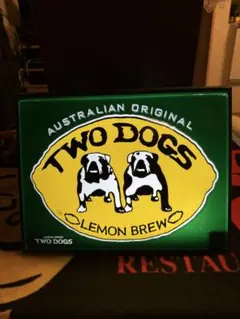 AUSTRALIAN ORIGINAL
TWO DOGS
LEMON BREW
TWO DOGS
RESTAU